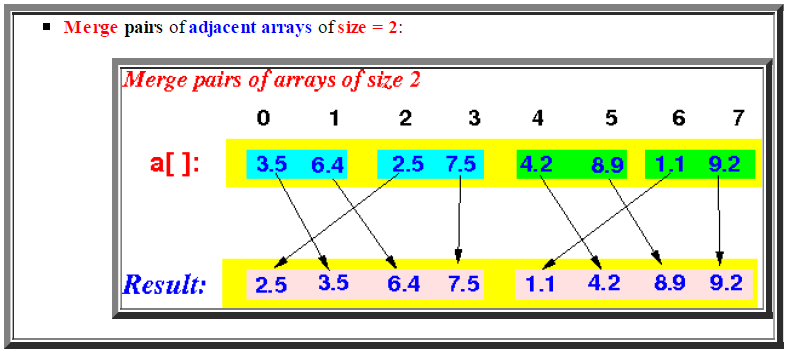 Merge pairs of adjacent arrays of size = 2:
Merge pairs of arrays of size 2
0 1 2 3 4 5 6 7
a[ ]: 3.5 6.4 2.5 7.5 4.2 8.9 1.1 9.2
Result: 2.5 3.5 6.4 7.5 1.1 4.2 8.9 9.2